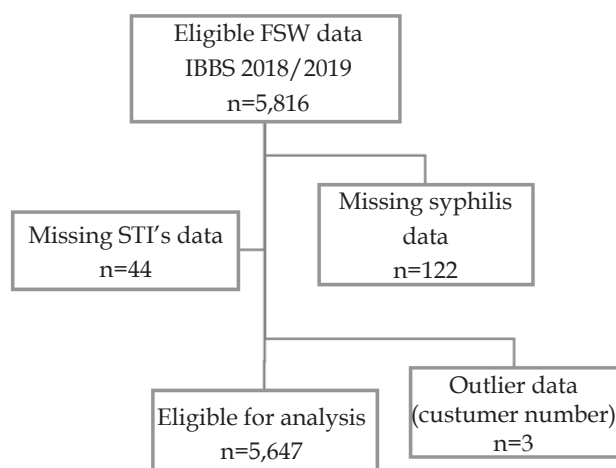 Eligible FSW data
IBBS 2018/2019
n=5,816
Missing syphilis
data
n=122
Missing STI's data
n=44
Outlier data
(custumer number)
n=3
Eligible for analysis
n=5,647